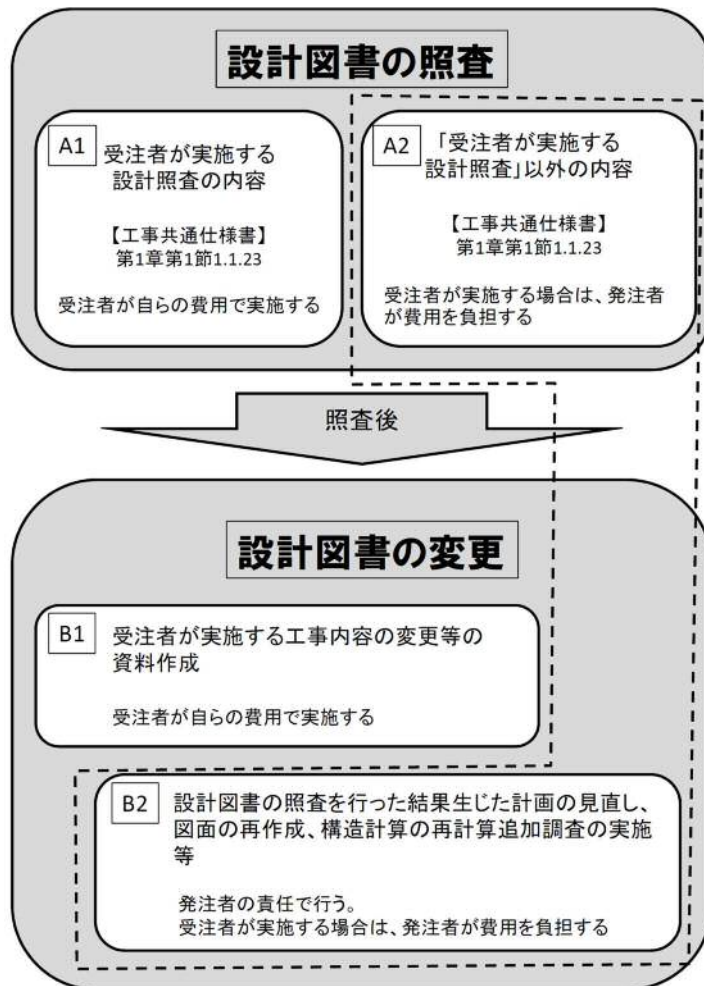 設計図書の照査
A1
受注者が実施する
設計照査の内容
【工事共通仕様書】
第1章第1節1.1.23
受注者が自らの費用で実施する
A2
「受注者が実施する
設計照査」以外の内容
【工事共通仕様書】
第1章第1節1.1.23
受注者が実施する場合は、発注者
が費用を負担する
照査後
設計図書の変更
B1
受注者が実施する工事内容の変更等の
資料作成
受注者が自らの費用で実施する
B2
設計図書の照査を行った結果生じた計画の見直し、
図面の再作成、構造計算の再計算追加調査の実施
等
発注者の責任で行う。
受注者が実施する場合は、発注者が費用を負担する